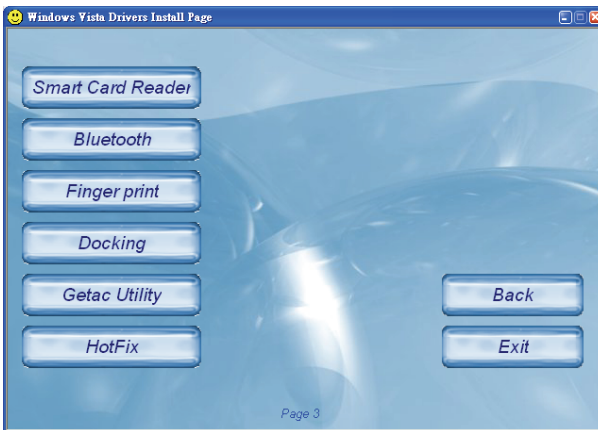 Windows Vista Drivers Install Page
Smart Card Reader
Bluetooth
Finger print
Docking
Getac Utility
HotFix
Back
Exit
Page 3